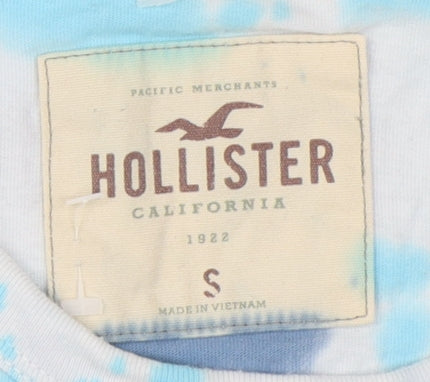 PACIFIC MERCHANTS
HOLLISTER
CALIFORNIA
1922
S
MADE IN VIETNAM